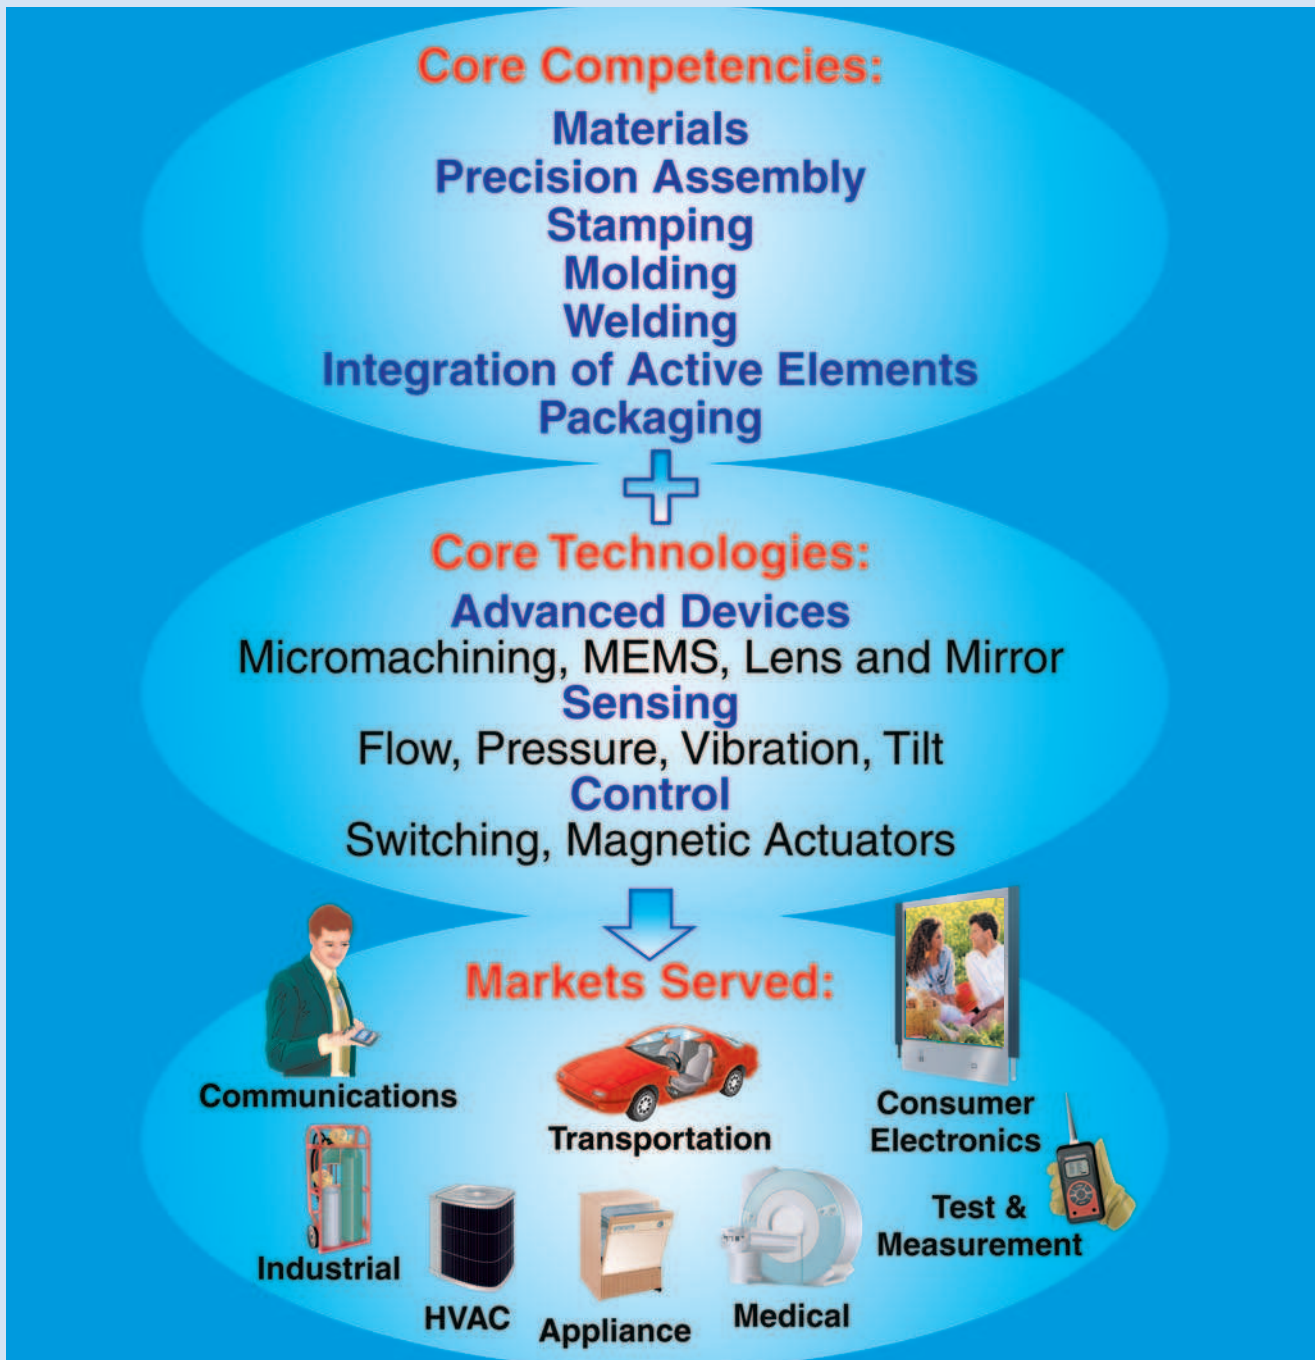 Core Competencies:
Materials
Precision Assembly
Stamping
Molding
Welding
Integration of Active Elements
Packaging
Core Technologies:
Advanced Devices
Micromachining, MEMS, Lens and Mirror
Sensing
Flow, Pressure, Vibration, Tilt
Control
Switching, Magnetic Actuators
Markets Served:
Communications
Transportation
Consumer
Electronics
Industrial
HVAC
Appliance
Medical
Test &
Measurement